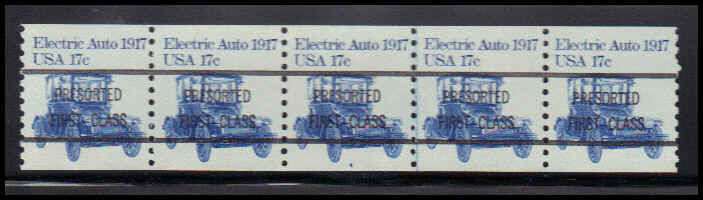 Electric Auto 1917 Electric Auto 1917 Electric Auto 1917 Electric Auto 1917 Electric Auto 1917
USA 17c USA 17c USA 17c USA 17c USA 17c
PRESORTED PRESORTED PRESORTED PRESORTED PRESORTED
FIRST-CLASS FIRST-CLASS FIRST-CLASS FIRST-CLASS FIRST-CLASS